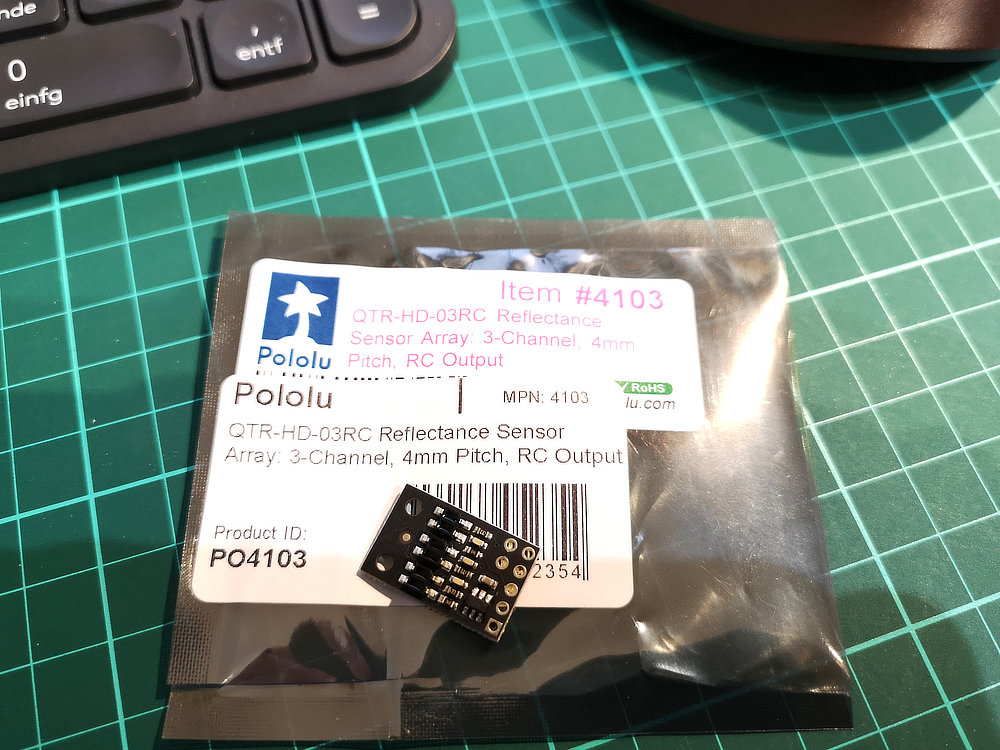 nde
=
0
einfg
,
entf
Item #4103
QTR-HD-03RC Reflectance
Sensor Array: 3-Channel, 4mm
Pitch, RC Output
Pololu
RoHS
lu.com
Pololu
MPN: 4103
QTR-HD-03RC Reflectance Sensor
Array: 3-Channel, 4mm Pitch, RC Output
Product ID:
PO4103
2354